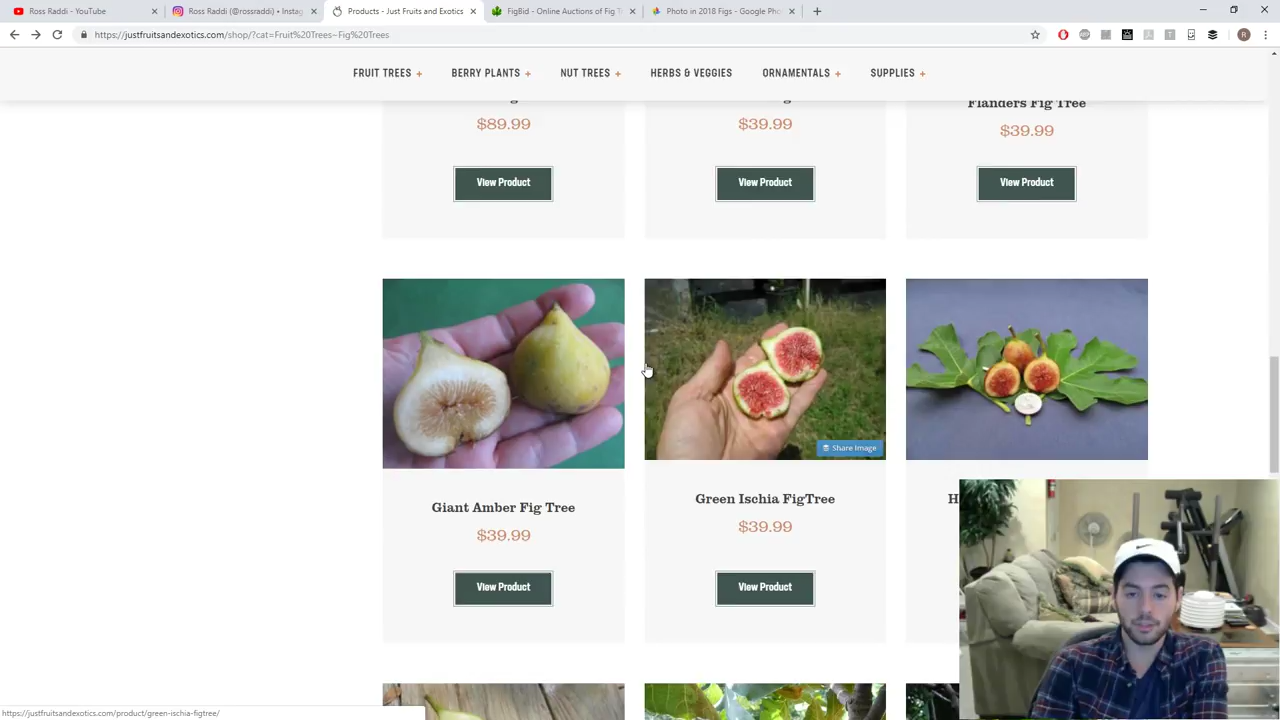 Ross Raddi - YouTube
Ross Raddi (@rossraddi) • Instag
Products - Just Fruits and Exotics
FigBid - Online Auctions of Fig T
Photo in 2018 Figs - Google Pho
https://justfruitsandexotics.com/shop/?cat=Fruit%20Trees~Fig%20Trees
FRUIT TREES +
BERRY PLANTS +
NUT TREES +
HERBS & VEGGIES
ORNAMENTALS +
SUPPLIES +
Flanders Fig Tree
$89.99
$39.99
$39.99
View Product
View Product
View Product
Share Image
Giant Amber Fig Tree
Green Ischia FigTree
H
$39.99
$39.99
View Product
View Product
https://justfruitsandexotics.com/product/green-ischia-figtree/